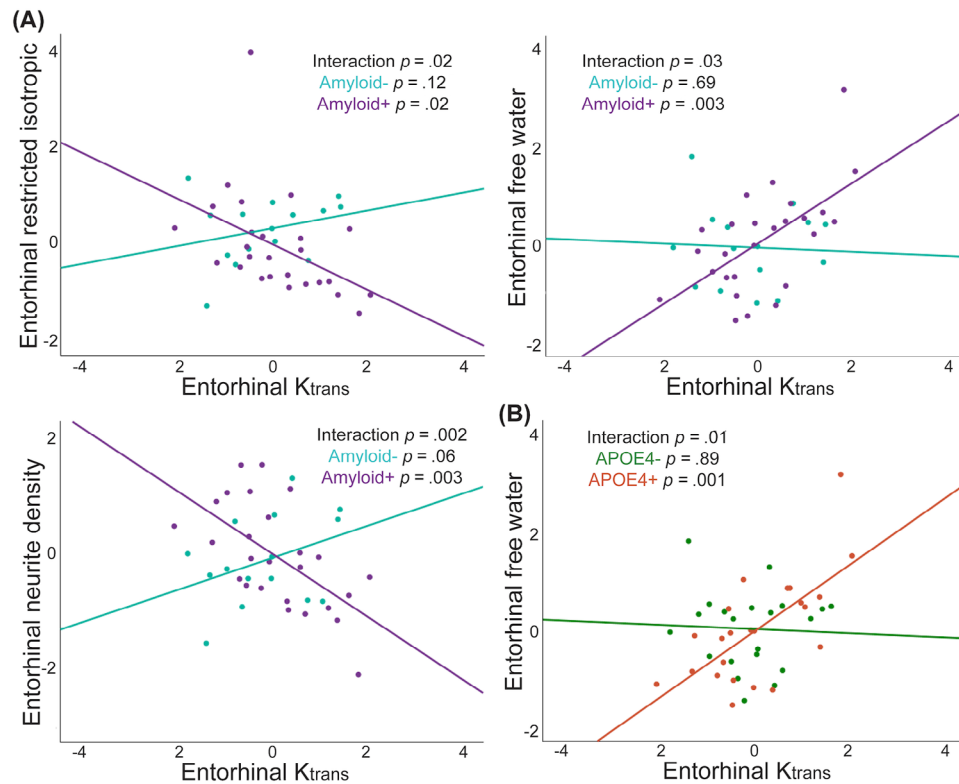 (A)
Interaction p = .02
Amyloid- p = .12
Amyloid+ p = .02
Entorhinal restricted isotropic
4
2
0
-2
-4 2 0 2 4
Entorhinal Ktrans
Interaction p = .03
Amyloid- p = .69
Amyloid+ p = .003
Entorhinal free water
4
2
0
-2
-4 -2 0 2 4
Entorhinal Ktrans
Interaction p = .002
Amyloid- p = .06
Amyloid+ p = .003
Entorhinal neurite density
2
0
-2
-4 -2 0 2 4
Entorhinal Ktrans
(B)
Interaction p = .01
APOE4- p = .89
APOE4+ p = .001
Entorhinal free water
4
2
0
-2
-4 -2 0 2 4
Entorhinal Ktrans